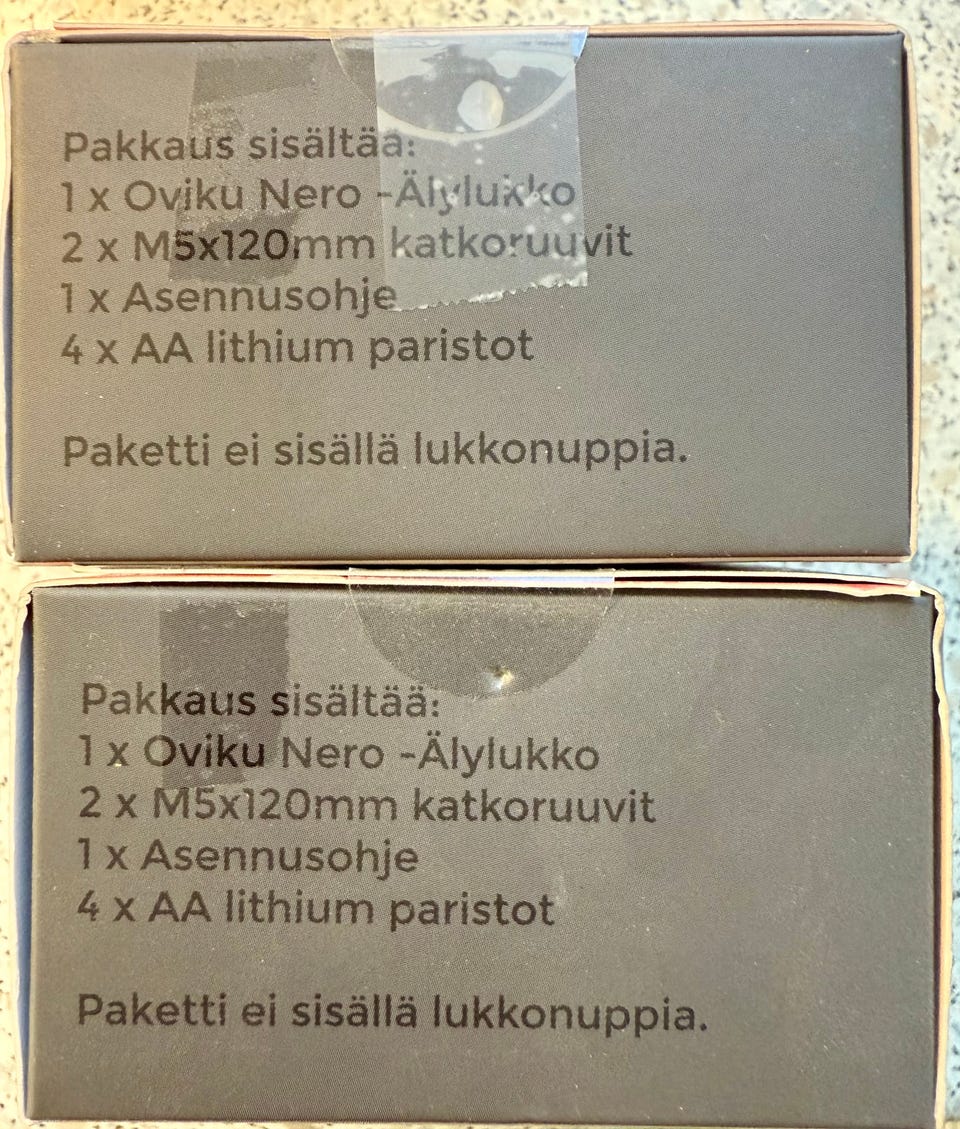 Pakkaus sisältää:
1 x Oviku Nero -Älylukko
2 x M5x120mm katkoruuvit
1 x Asennusohje
4 x AA lithium paristot
Paketti ei sisällä lukkonuppia.
Pakkaus sisältää:
1 x Oviku Nero -Älylukko
2 x M5x120mm katkoruuvit
1 x Asennusohje
4 x AA lithium paristot
Paketti ei sisällä lukkonuppia.